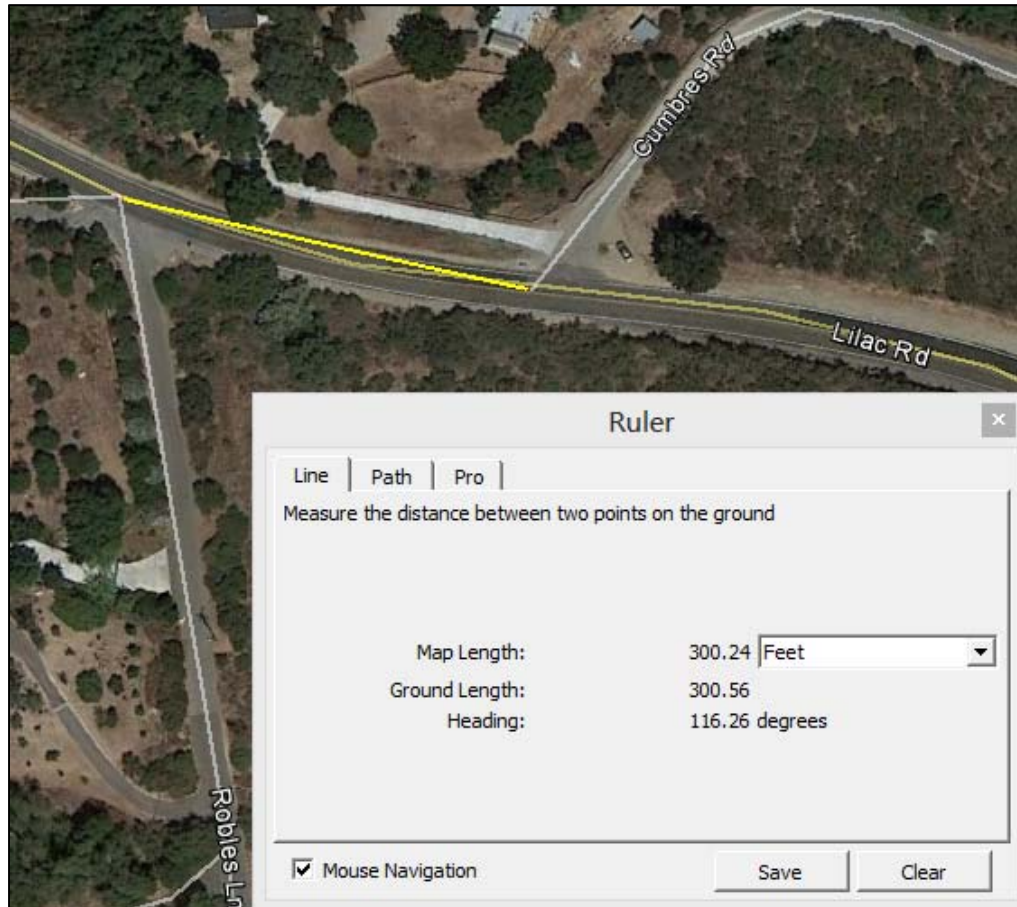 Cumbres Rd
Lilac Rd
Ruler
Line Path Pro
Measure the distance between two points on the ground
Map Length: 300.24 Feet
Ground Length: 300.56
Heading: 116.26 degrees
Robles Ln
Mouse Navigation Save Clear